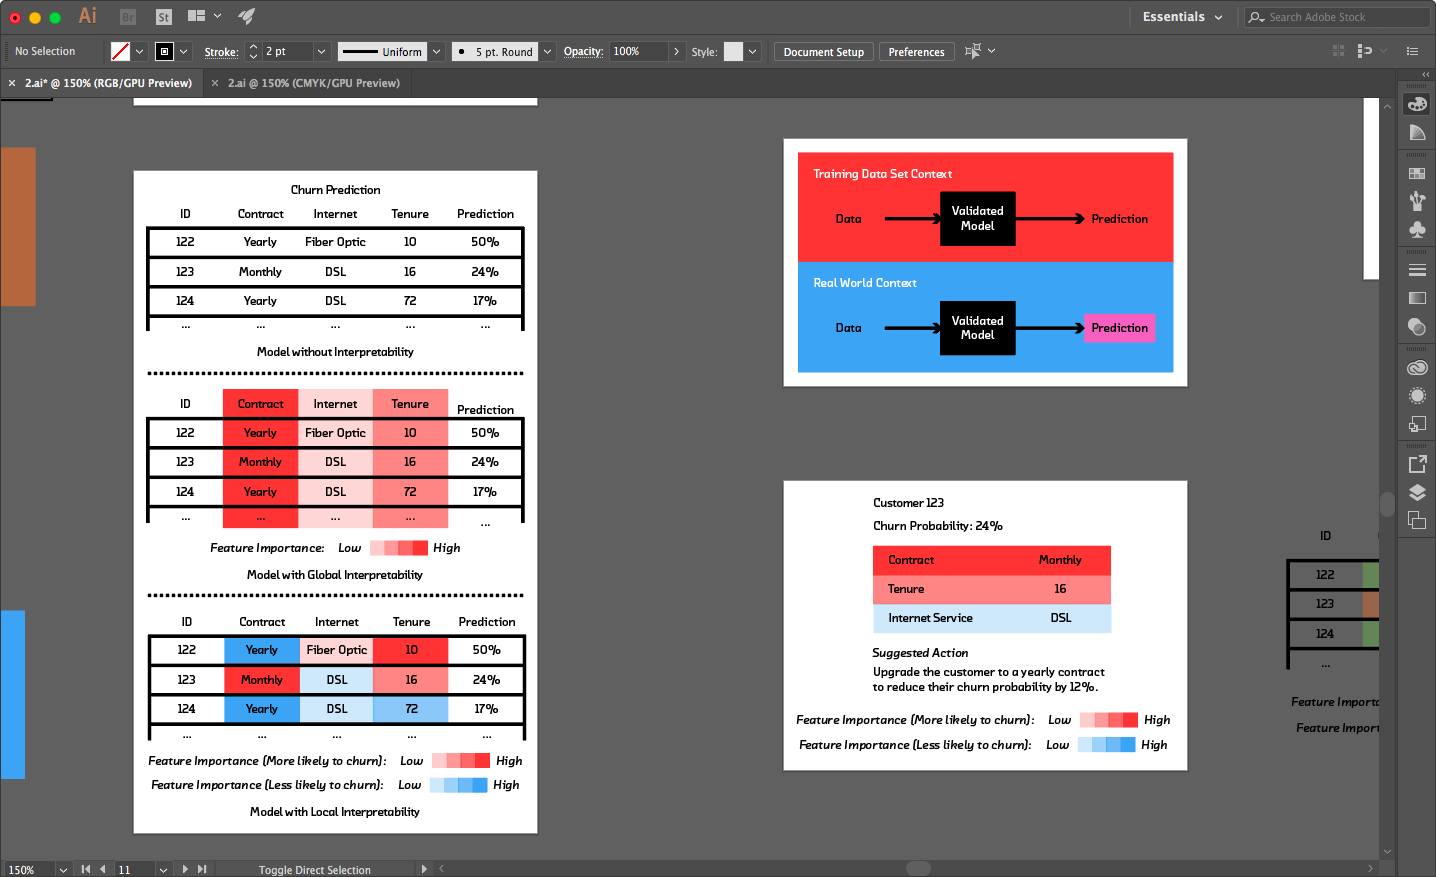 Ai Br St Essentials Search Adobe Stock
No Selection Stroke: 2 pt Uniform 5 pt. Round Opacity: 100% Style: Document Setup Preferences
× 2.ai* @ 150% (RGB/GPU Preview) × 2.ai @ 150% (CMYK/GPU Preview)
Churn Prediction
ID Contract Internet Tenure Prediction
122 Yearly Fiber Optic 10 50%
123 Monthly DSL 16 24%
124 Yearly DSL 72 17%
... ... ... ... ...
Model without Interpretability
ID Contract Internet Tenure Prediction
122 Yearly Fiber Optic 10 50%
123 Monthly DSL 16 24%
124 Yearly DSL 72 17%
... ... ... ... ...
Feature Importance: Low High
Model with Global Interpretability
ID Contract Internet Tenure Prediction
122 Yearly Fiber Optic 10 50%
123 Monthly DSL 16 24%
124 Yearly DSL 72 17%
... ... ... ... ...
Feature Importance (More likely to churn): Low High
Feature Importance (Less likely to churn): Low High
Model with Local Interpretability
Training Data Set Context
Data Validated Model Prediction
Real World Context
Data Validated Model Prediction
Customer 123
Churn Probability: 24%
Contract Monthly
Tenure 16
Internet Service DSL
Suggested Action
Upgrade the customer to a yearly contract
to reduce their churn probability by 12%.
Feature Importance (More likely to churn): Low High
Feature Importance (Less likely to churn): Low High
ID
122
123
124
...
Feature Importa
Feature Impor
150% 11 Toggle Direct Selection